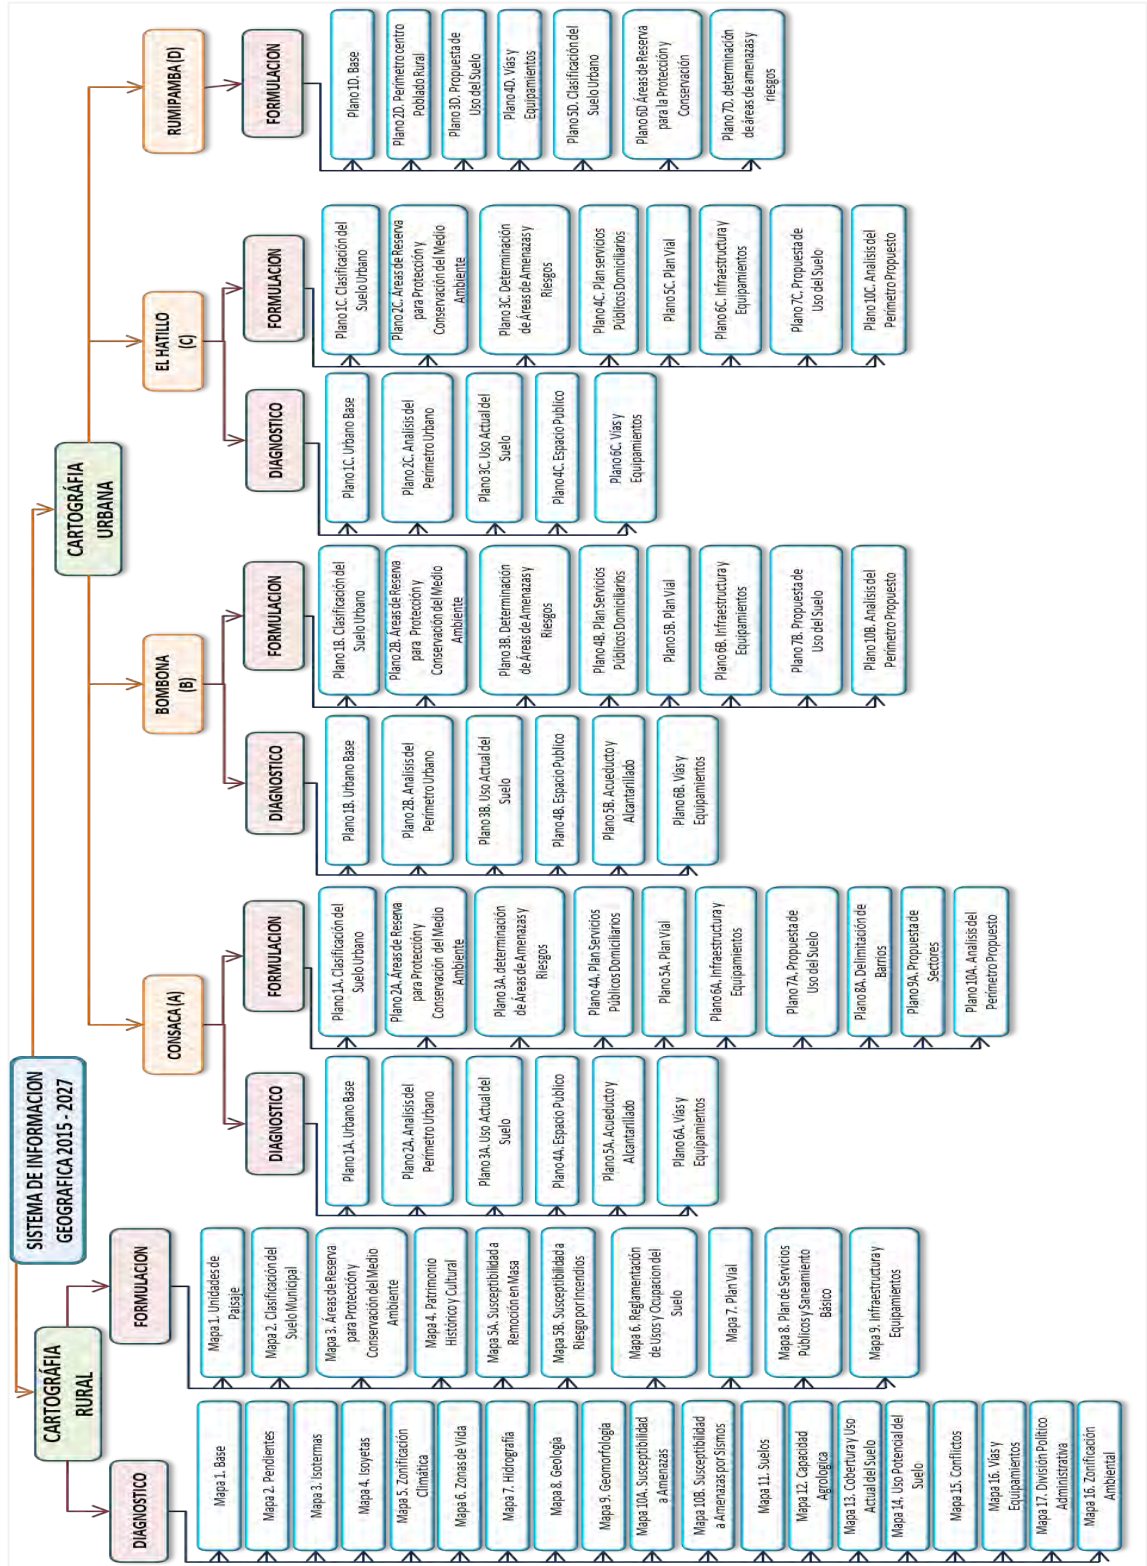 SISTEMA DE INFORMACION
GEOGRAFICA 2015 - 2027
CARTOGRÁFIA
RURAL
DIAGNOSTICO
Mapa 1. Base
Mapa 2. Pendientes
Mapa 3. Isotermas
Mapa 4. Isoyetas
Mapa 5. Zonificación
Climática
Mapa 6. Zonas de Vida
Mapa 7. Hidrografía
Mapa 8. Geología
Mapa 9. Geomorfología
Mapa 10A. Susceptibilidad
a Amenazas
Mapa 10B. Susceptibilidad
a Amenazas por Sismos
Mapa 11. Suelos
Mapa 12. Capacidad
Agrologica
Mapa 13. Cobertura y Uso
Actual del Suelo
Mapa 14. Uso Potencial del
Suelo
Mapa 15. Conflictos
Mapa 16. Vías y
Equipamientos
Mapa 17. División Político
Administrativa
Mapa 16. Zonificación
Ambiental
FORMULACION
Mapa 1. Unidades de
Paisaje
Mapa 2. Clasificación del
Suelo Municipal
Mapa 3. Áreas de Reserva
para Protección y
Conservación del Medio
Ambiente
Mapa 4. Patrimonio
Histórico y Cultural
Mapa 5A. Susceptibilidad a
Remoción en Masa
Mapa 5B. Susceptibilidad a
Riesgo por Incendios
Mapa 6. Reglamentación
de Usos y Ocupacion del
Suelo
Mapa 7. Plan Vial
Mapa 8. Plan de Servicios
Públicos y Saneamiento
Básico
Mapa 9. Infraestructura y
Equipamientos
CARTOGRÁFIA
URBANA
CONSACA (A)
DIAGNOSTICO
Plano 1A. Urbano Base
Plano 2A. Analisis del
Perímetro Urbano
Plano 3A. Uso Actual del
Suelo
Plano 4A. Espacio Publico
Plano 5A. Acueducto y
Alcantarillado
Plano 6A. Vías y
Equipamientos
FORMULACION
Plano 1A. Clasificación del
Suelo Urbano
Plano 2A. Áreas de Reserva
para Protección y
Conservación del Medio
Ambiente
Plano 3A. determinación
de Áreas de Amenazas y
Riesgos
Plano 4A. Plan Servicios
Públicos Domiciliarios
Plano 5A. Plan Vial
Plano 6A. Infraestructura y
Equipamientos
Plano 7A. Propuesta de
Uso del Suelo
Plano 8A. Delimitación de
Barrios
Plano 9A. Propuesta de
Sectores
Plano 10A. Analisis del
Perímetro Propuesto
BOMBONA
(B)
DIAGNOSTICO
Plano 1B. Urbano Base
Plano 2B. Analisis del
Perímetro Urbano
Plano 3B. Uso Actual del
Suelo
Plano 4B. Espacio Publico
Plano 5B. Acueducto y
Alcantarillado
Plano 6B. Vías y
Equipamientos
FORMULACION
Plano 1B. Clasificación del
Suelo Urbano
Plano 2B. Áreas de Reserva
para Protección y
Conservación del Medio
Ambiente
Plano 3B. Determinación
de Áreas de Amenazas y
Riesgos
Plano 4B. Plan Servicios
Públicos Domiciliarios
Plano 5B. Plan Vial
Plano 6B. Infraestructura y
Equipamientos
Plano 7B. Propuesta de
Uso del Suelo
Plano 10B. Analisis del
Perímetro Propuesto
EL HATILLO
(C)
DIAGNOSTICO
Plano 1C. Urbano Base
Plano 2C. Analisis del
Perímetro Urbano
Plano 3C. Uso Actual del
Suelo
Plano 4C. Espacio Publico
Plano 6C. Vías y
Equipamientos
FORMULACION
Plano 1C. Clasificación del
Suelo Urbano
Plano 2C. Áreas de Reserva
para Protección y
Conservación del Medio
Ambiente
Plano 3C. Determinación
de Áreas de Amenazas y
Riesgos
Plano 4C. Plan servicios
Públicos Domiciliarios
Plano 5C. Plan Vial
Plano 6C. Infraestructura y
Equipamientos
Plano 7C. Propuesta de
Uso del Suelo
Plano 10C. Analisis del
Perímetro Propuesto
RUMIPAMBA (D)
FORMULACION
Plano 1D. Base
Plano 2D. Perímetro centro
Poblado Rural
Plano 3D. Propuesta de
Uso del Suelo
Plano 4D. Vías y
Equipamientos
Plano 5D. Clasificación del
Suelo Urbano
Plano 6D Áreas de Reserva
para la Protección y
Conservación
Plano 7D. determinación
de áreas de amenazas y
riesgos